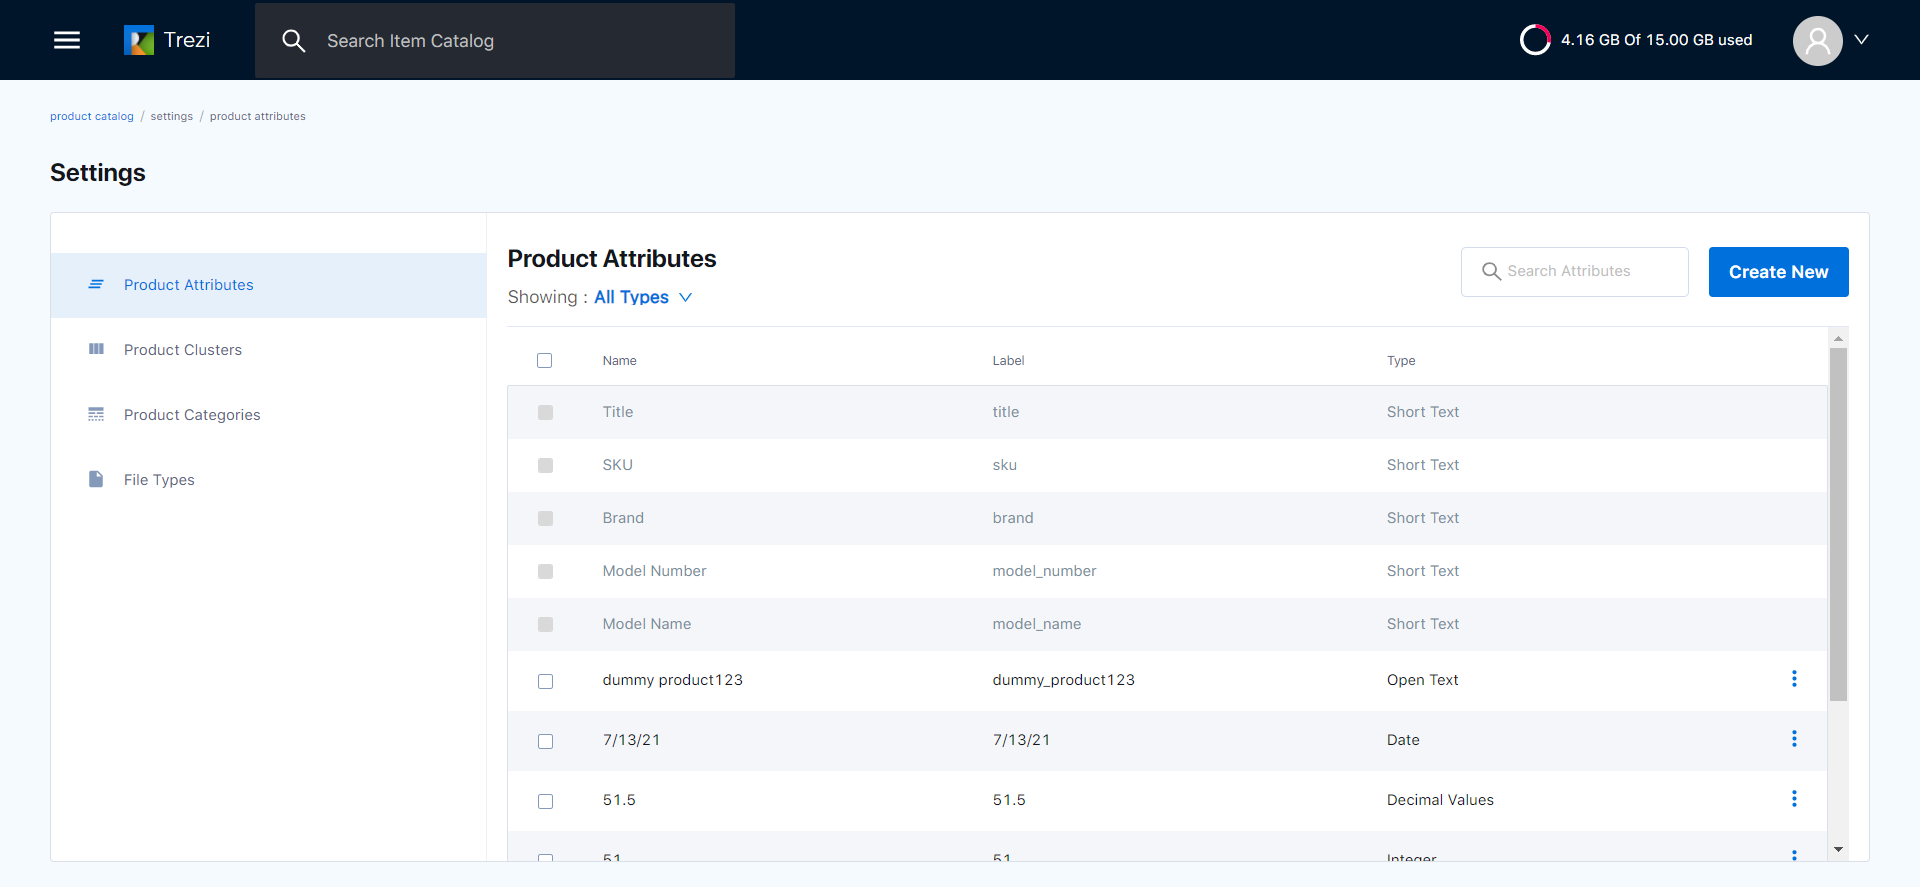 Trezi
Search Item Catalog
4.16 GB Of 15.00 GB used
product catalog / settings / product attributes
Settings
Product Attributes
Product Clusters
Product Categories
File Types
Product Attributes
Showing : All Types
Search Attributes
Create New
Name Label Type
Title title Short Text
SKU sku Short Text
Brand brand Short Text
Model Number model_number Short Text
Model Name model_name Short Text
dummy product123 dummy_product123 Open Text
7/13/21 7/13/21 Date
51.5 51.5 Decimal Values
51 51 Integer